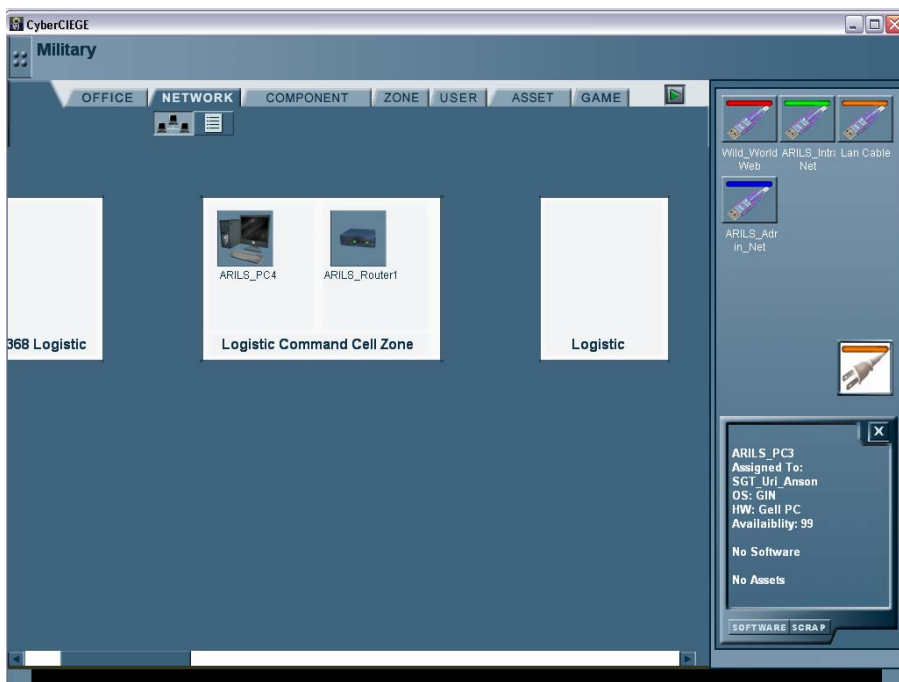 CyberCIEGE
Military
OFFICE NETWORK COMPONENT ZONE USER ASSET GAME
Wild_World ARILS_Intra Lan Cable
Web Net
ARILS_Adr
in_Net
ARILS_PC4 ARILS_Router1
368 Logistic Logistic Command Cell Zone Logistic
X
ARILS_PC3
Assigned To:
SGT_Uri_Anson
OS: GIN
HW: Gell PC
Availaiblity: 99
No Software
No Assets
SOFTWARE SCRAP